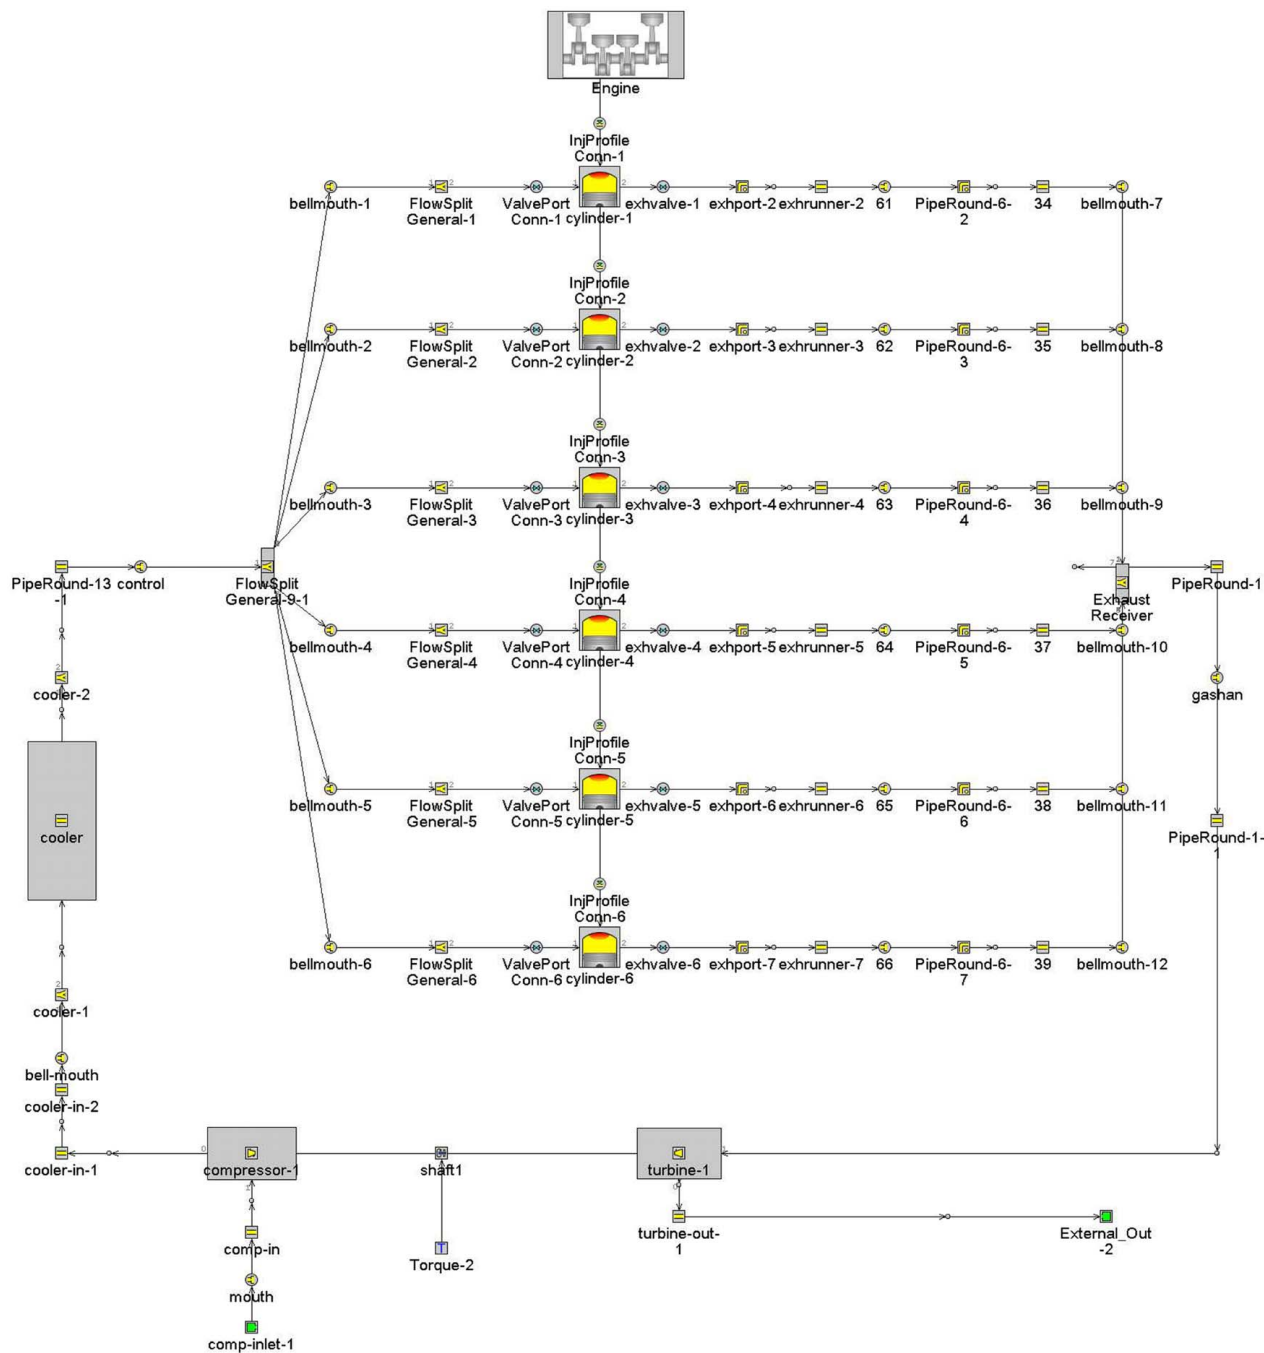 Engine
InjProfile
Conn-1
bellmouth-1
FlowSplit
General-1
ValvePort
Conn-1
cylinder-1
exhvalve-1
exhport-2
exhrunner-2
61
PipeRound-6-
2
34
bellmouth-7
InjProfile
Conn-2
bellmouth-2
FlowSplit
General-2
ValvePort
Conn-2
cylinder-2
exhvalve-2
exhport-3
exhrunner-3
62
PipeRound-6-
3
35
bellmouth-8
InjProfile
Conn-3
bellmouth-3
FlowSplit
General-3
ValvePort
Conn-3
cylinder-3
exhvalve-3
exhport-4
exhrunner-4
63
PipeRound-6-
4
36
bellmouth-9
PipeRound-13
-1
control
FlowSplit
General-9-1
InjProfile
Conn-4
Exhaust
Receiver
PipeRound-1
bellmouth-4
FlowSplit
General-4
ValvePort
Conn-4
cylinder-4
exhvalve-4
exhport-5
exhrunner-5
64
PipeRound-6-
5
37
bellmouth-10
cooler-2
gashan
InjProfile
Conn-5
bellmouth-5
FlowSplit
General-5
ValvePort
Conn-5
cylinder-5
exhvalve-5
exhport-6
exhrunner-6
65
PipeRound-6-
6
38
bellmouth-11
cooler
PipeRound-1-
1
InjProfile
Conn-6
bellmouth-6
FlowSplit
General-6
ValvePort
Conn-6
cylinder-6
exhvalve-6
exhport-7
exhrunner-7
66
PipeRound-6-
7
39
bellmouth-12
cooler-1
bell-mouth
cooler-in-2
cooler-in-1
compressor-1
shaft1
turbine-1
comp-in
Torque-2
turbine-out-
1
External_Out
-2
mouth
comp-inlet-1